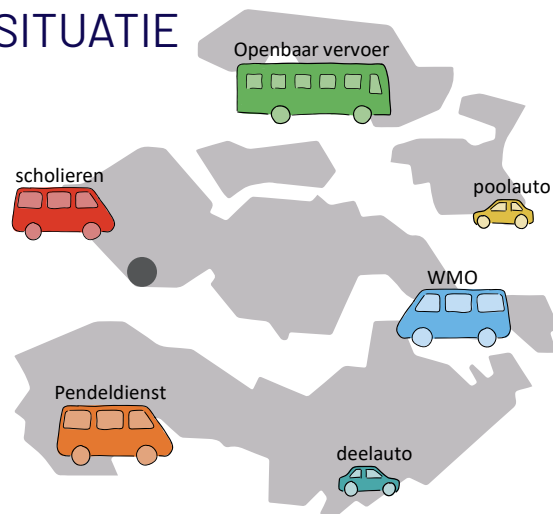 SITUATIE
Openbaar vervoer
scholieren
poolauto
WMO
Pendeldienst
deelauto